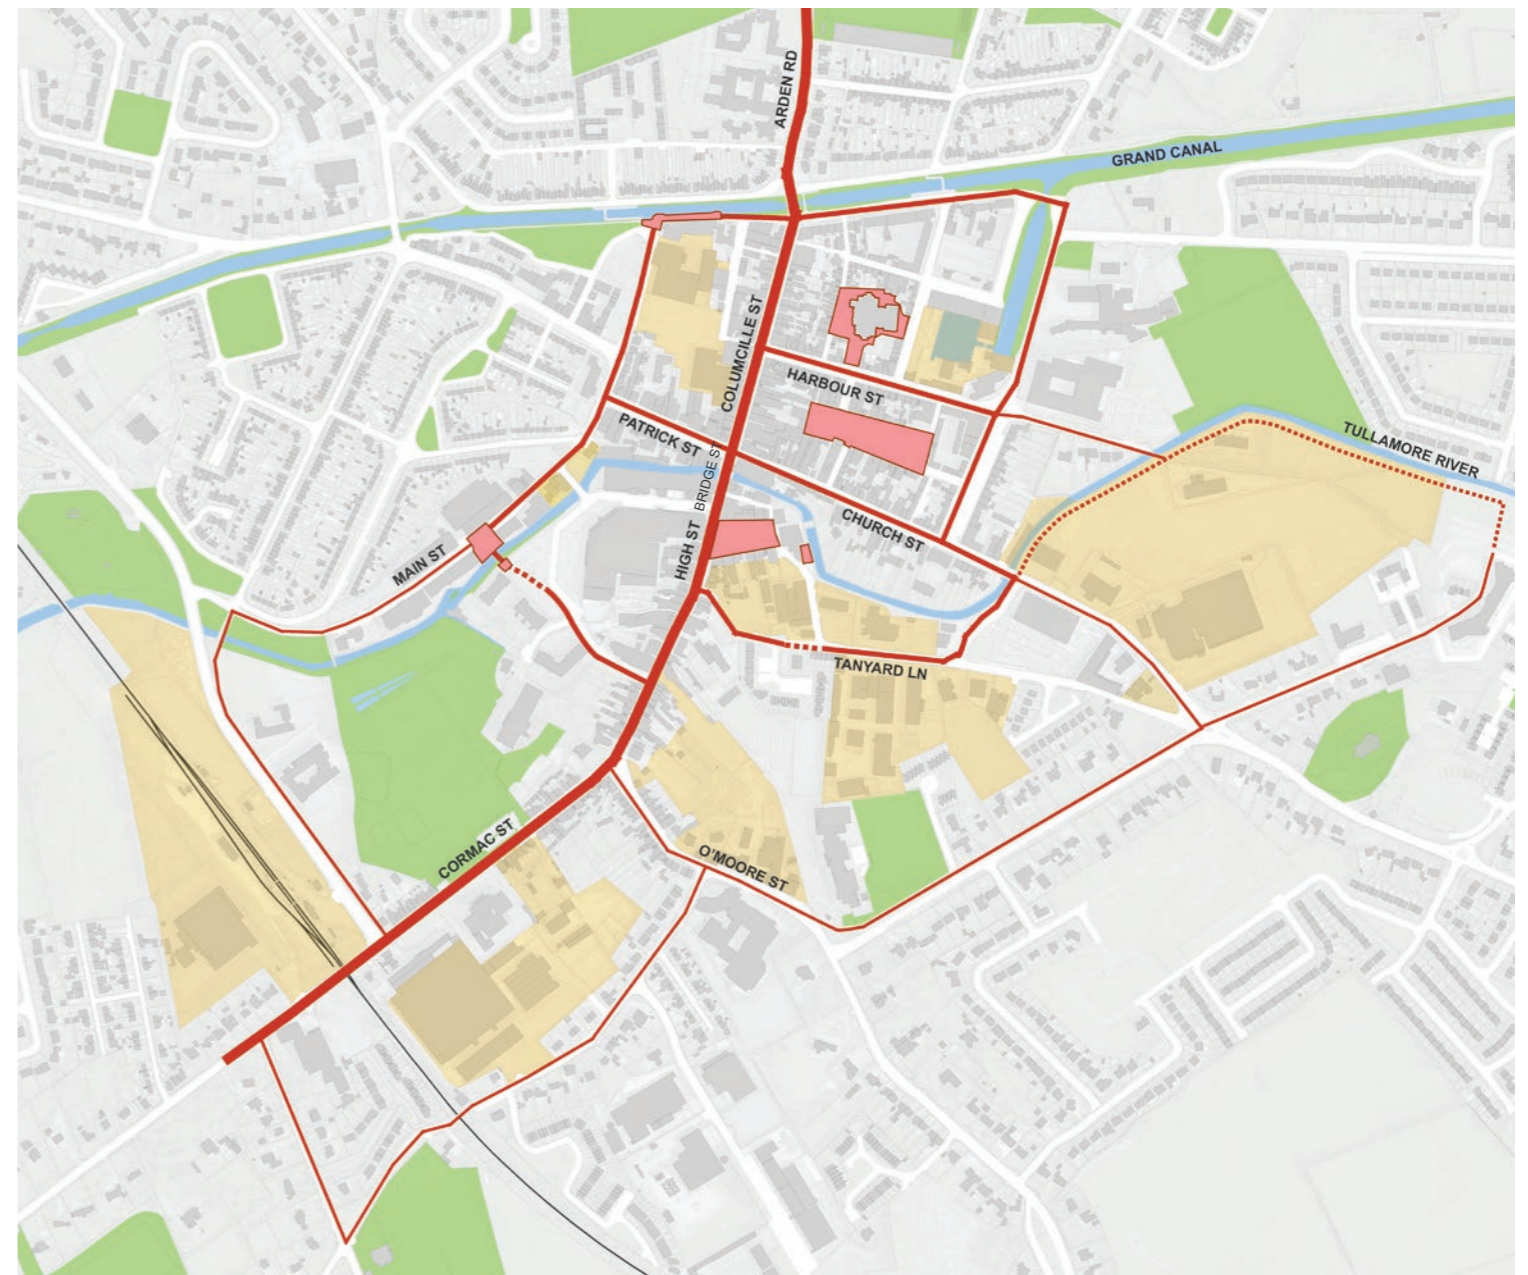 ARDEN RD
GRAND CANAL
COLUMCILLE ST
HARBOUR ST
PATRICK ST
BRIDGE ST
TULLAMORE RIVER
CHURCH ST
HIGH ST
MAIN ST
TANYARD LN
CORMAC ST
O'MOORE ST